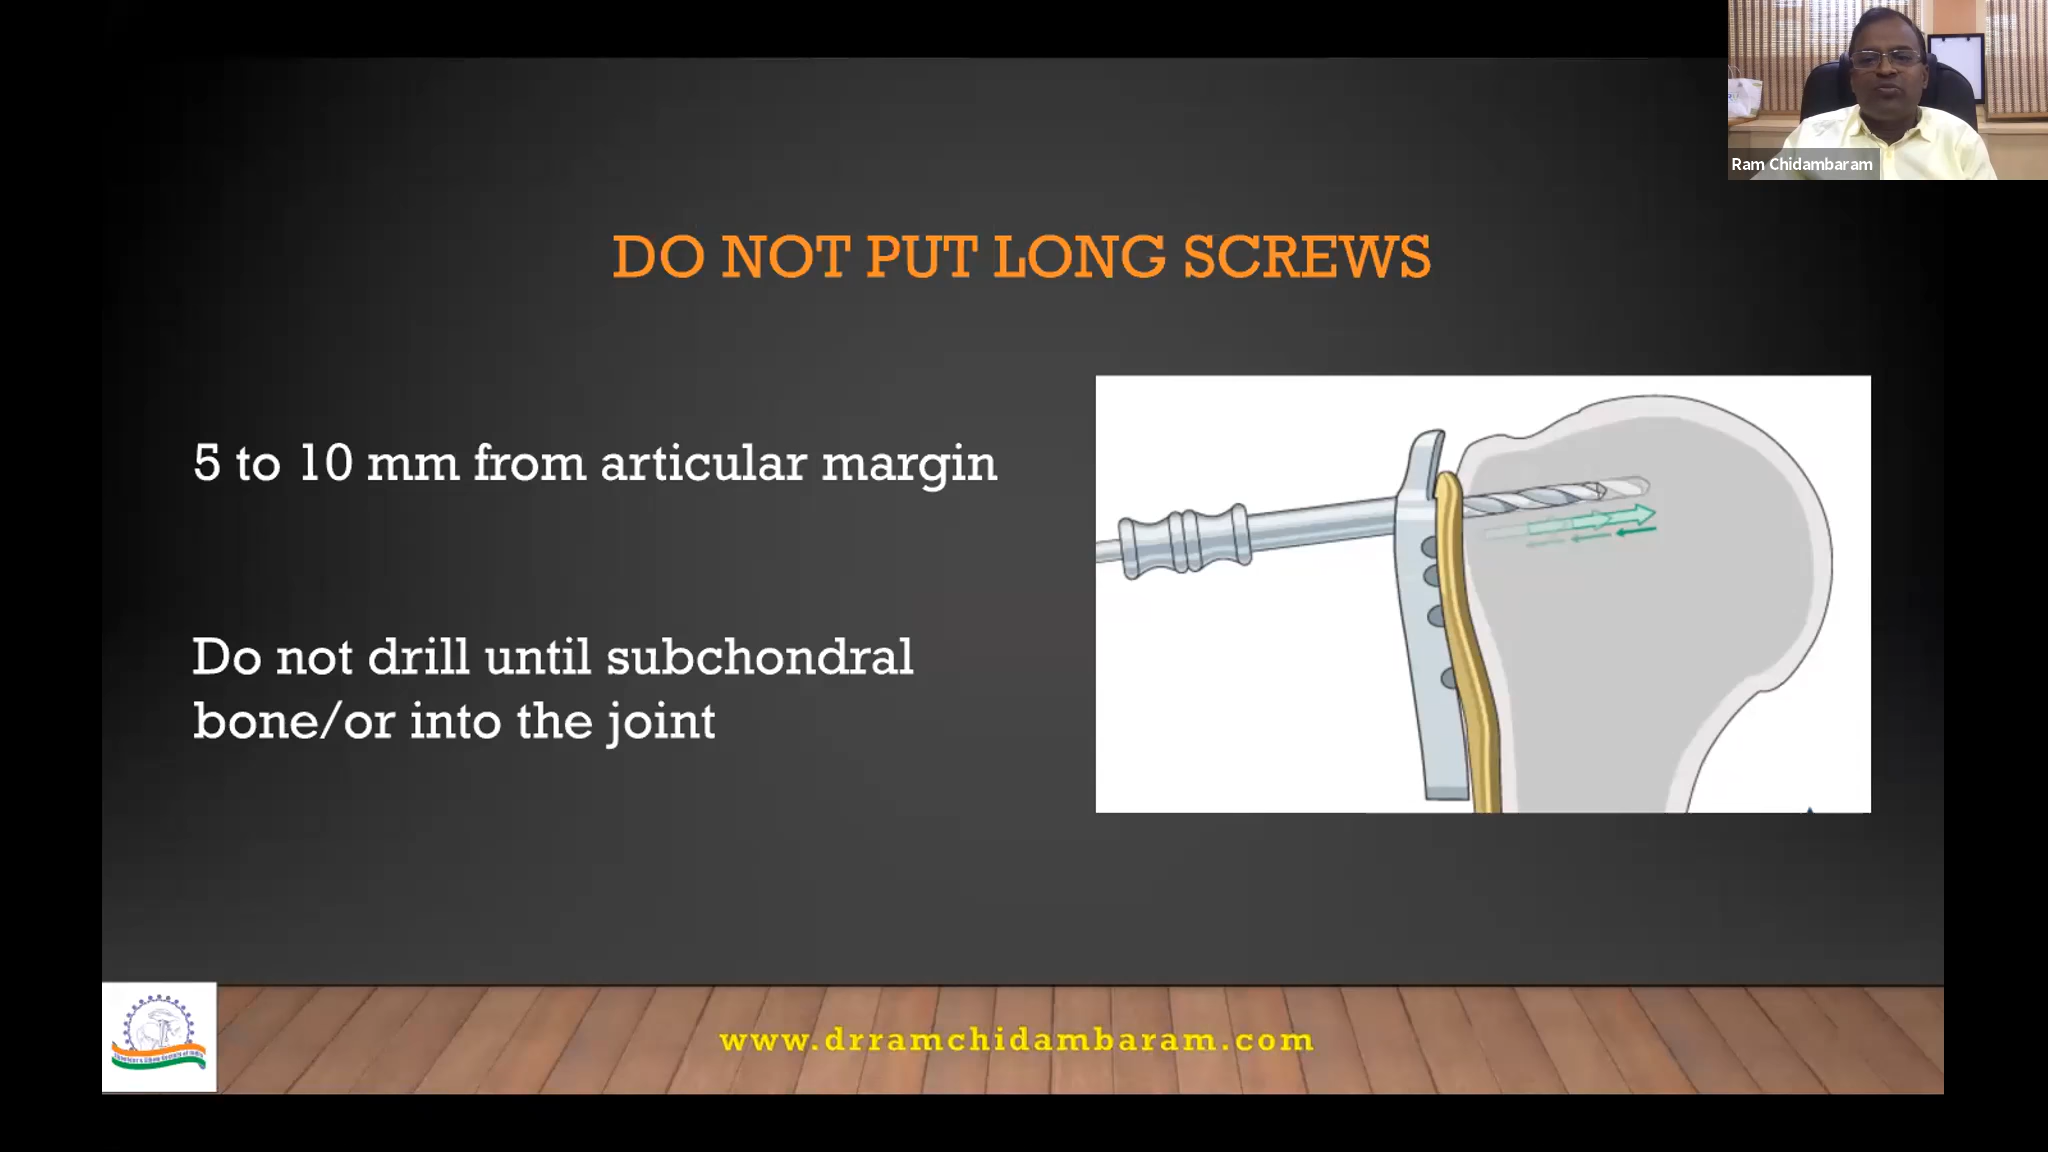 Ram Chidambaram
DO NOT PUT LONG SCREWS
5 to 10 mm from articular margin
Do not drill until subchondral
bone/or into the joint
www.drramchidambaram.com